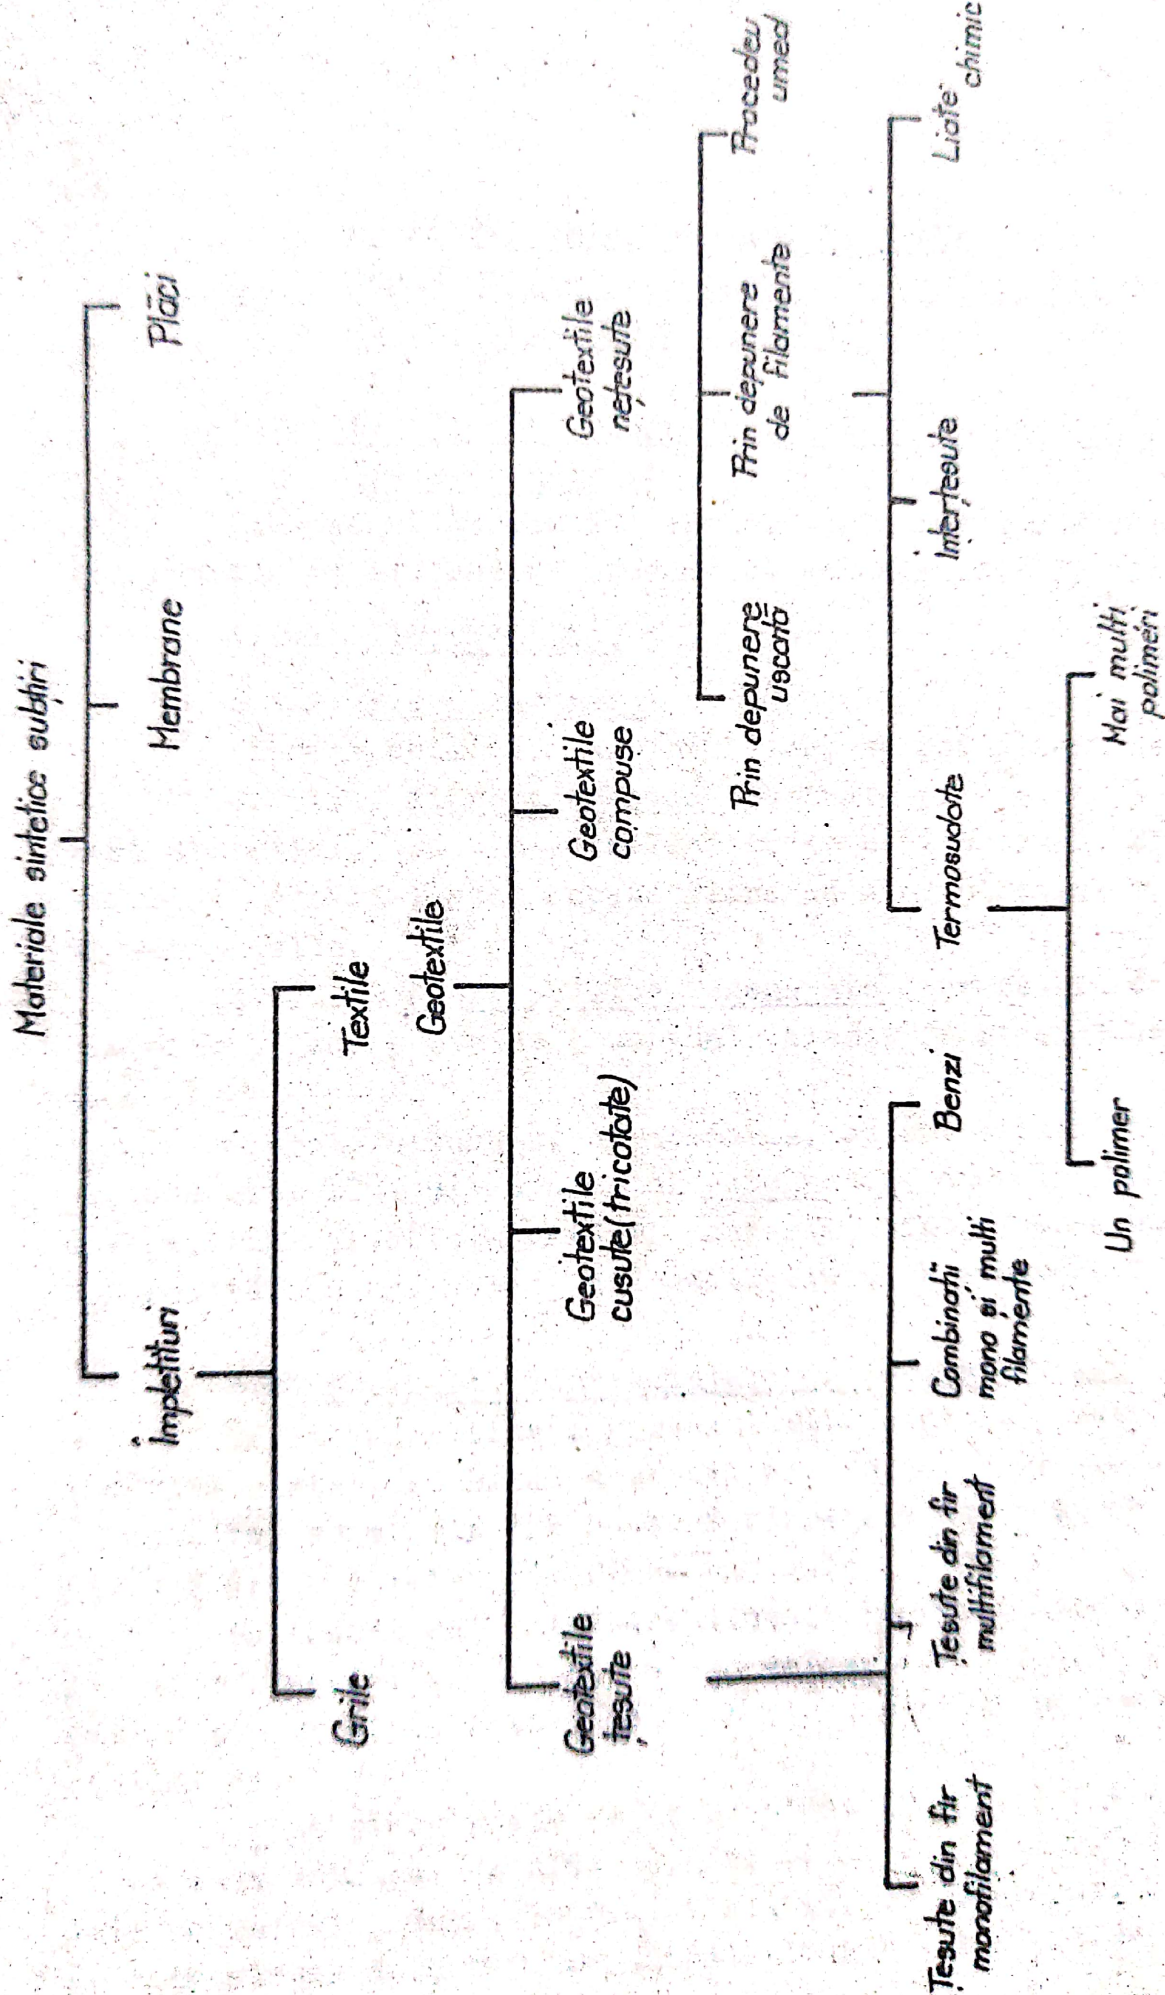 Materiale sintetice subțiri
Împletituri
Membrane
Plăci
Grile
Textile
Geotextile
Geotextile
țesute
Geotextile
cusute(tricotate)
Geotextile
compuse
Geotextile
nețesute
Prin depunere
uscată
Prin depunere
de filamente
Procedeu
umed
Țesute din fir
monofilament
Țesute din fir
multifilament
Combinații
mono și multi
filamente
Benzi
Termosudate
Interțesute
Liate
chimic
Un polimer
Mai mulți
polimeri